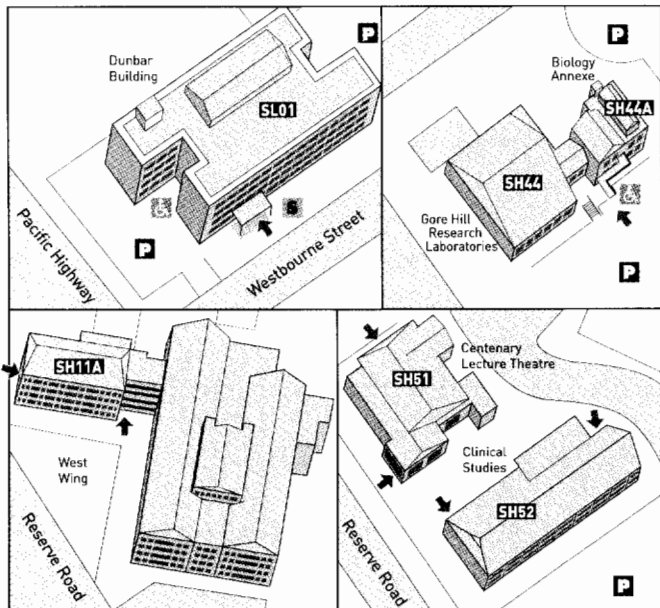 P
Dunbar
Building
SL01
G
P
Pacific Highway
Westbourne Street
P
Biology
Annexe
SH44A
SH44
Gore Hill
Research
Laboratories
P
SH11A
West
Wing
Reserve Road
SH51
Centenary
Lecture Theatre
Clinical
Studies
SH52
Reserve Road
P